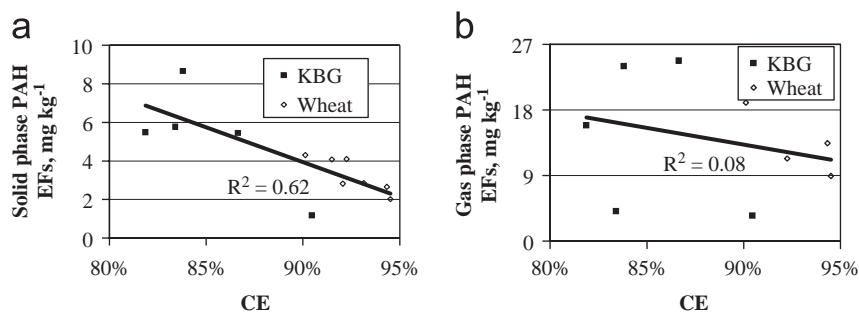 a
Solid phase PAH
EFs, mg kg-1
10
8
6
4
2
0
KBG
Wheat
R2 = 0.62
80%
85%
90%
95%
CE
b
Gas phase PAH
EFs, mg kg-1
27
18
9
0
KBG
Wheat
R2 = 0.08
80%
85%
90%
95%
CE